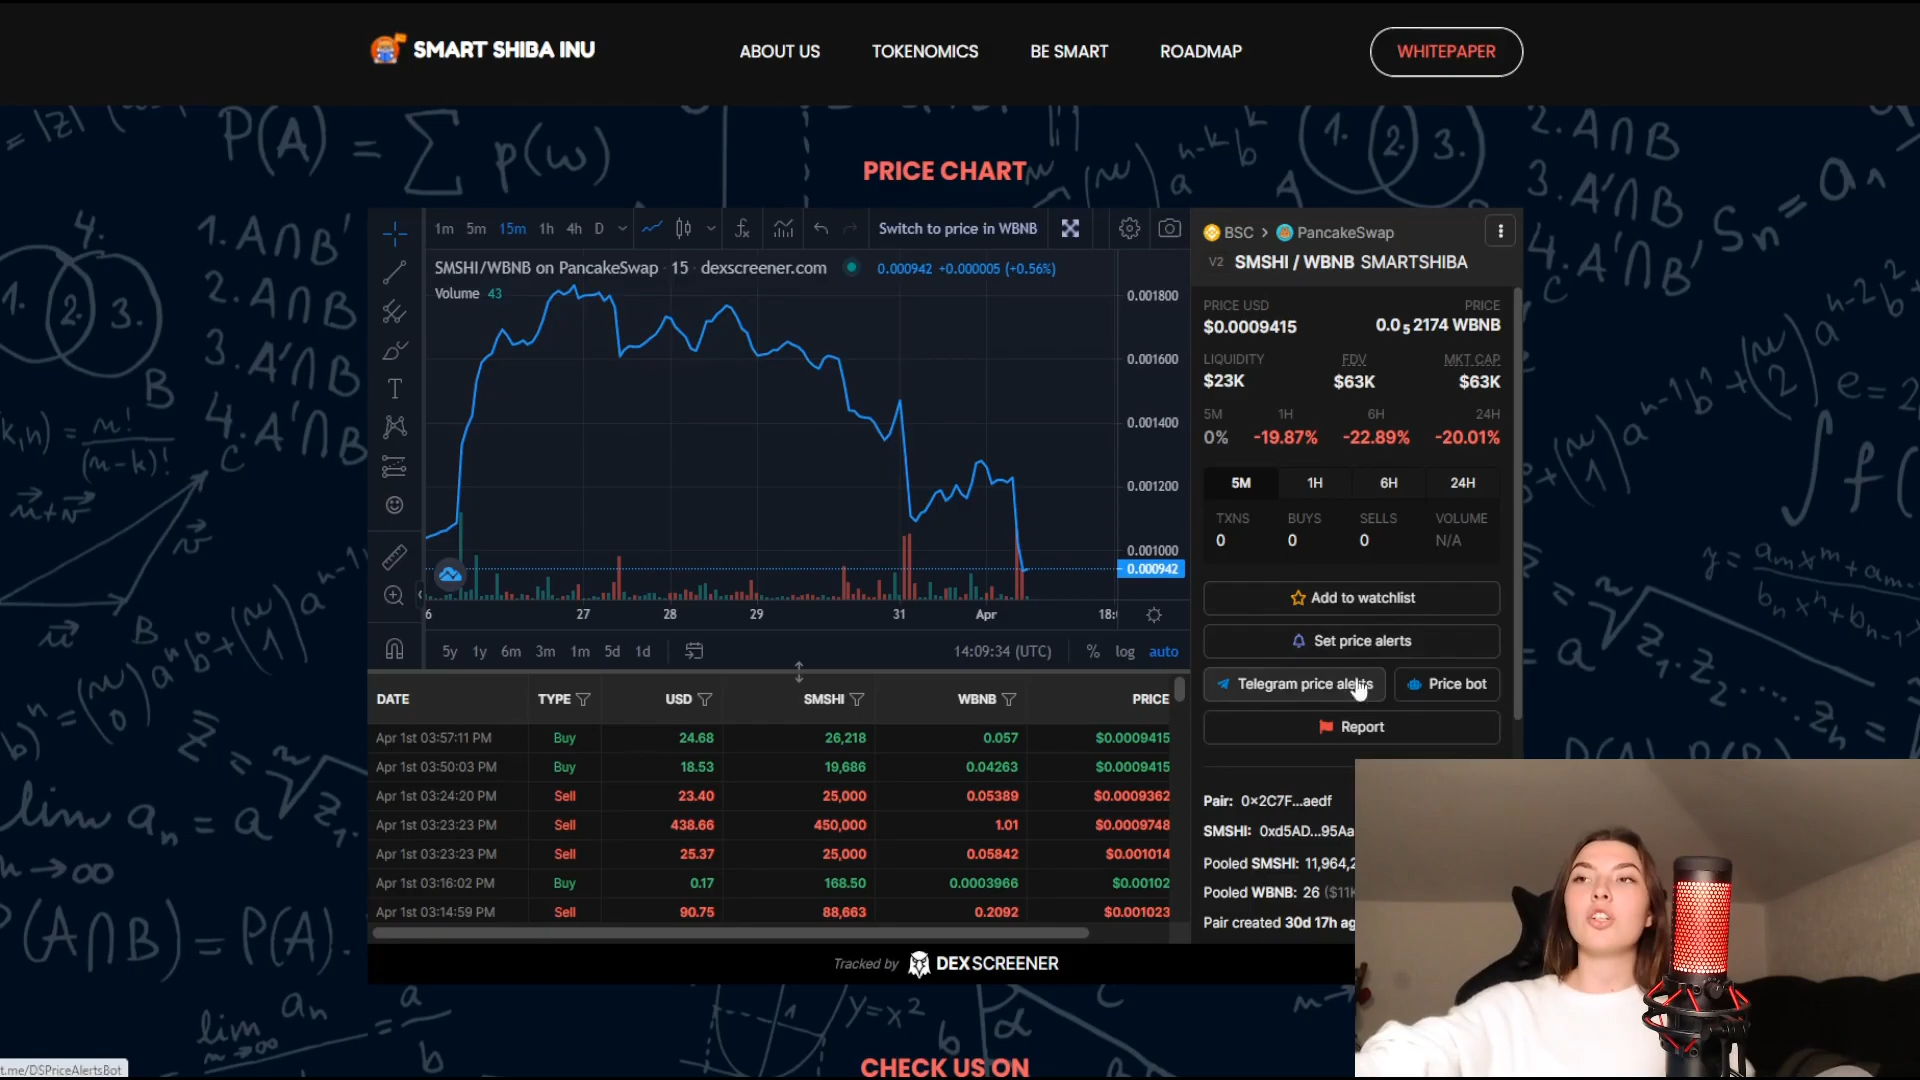 SMART SHIBA INU
ABOUT US
TOKENOMICS
BE SMART
ROADMAP
WHITEPAPER
PRICE CHART
1m 5m 15m 1h 4h D
Switch to price in WBNB
SMSHI/WBNB on PancakeSwap · 15 · dexscreener.com 0.000942 +0.000005 (+0.56%)
Volume 43
0.001800
0.001600
0.001400
0.001200
0.001000
0.000942
6 27 28 29 31 Apr 18:
5y 1y 6m 3m 1m 5d 1d
14:09:34 (UTC) % log auto
BSC > PancakeSwap
V2 SMSHI / WBNB SMARTSHIBA
PRICE USD PRICE
$0.0009415 0.0₅2174 WBNB
LIQUIDITY FDV MKT CAP
$23K $63K $63K
5M 1H 6H 24H
0% -19.87% -22.89% -20.01%
5M 1H 6H 24H
TXNS BUYS SELLS VOLUME
0 0 0 N/A
Add to watchlist
Set price alerts
Telegram price alerts Price bot
Report
Pair: 0×2C7F...aedf
SMSHI: 0xd5AD...95Aa
Pooled SMSHI: 11,964,2
Pooled WBNB: 26 ($11K
Pair created 30d 17h ag
DATE TYPE USD SMSHI WBNB PRICE
Apr 1st 03:57:11 PM Buy 24.68 26,218 0.057 $0.0009415
Apr 1st 03:50:03 PM Buy 18.53 19,686 0.04263 $0.0009415
Apr 1st 03:24:20 PM Sell 23.40 25,000 0.05389 $0.0009362
Apr 1st 03:23:23 PM Sell 438.66 450,000 1.01 $0.0009748
Apr 1st 03:23:23 PM Sell 25.37 25,000 0.05842 $0.001014
Apr 1st 03:16:02 PM Buy 0.17 168.50 0.0003966 $0.00102
Apr 1st 03:14:59 PM Sell 90.75 88,663 0.2092 $0.001023
Tracked by DEX SCREENER
CHECK US ON
t.me/DSPriceAlertsBot